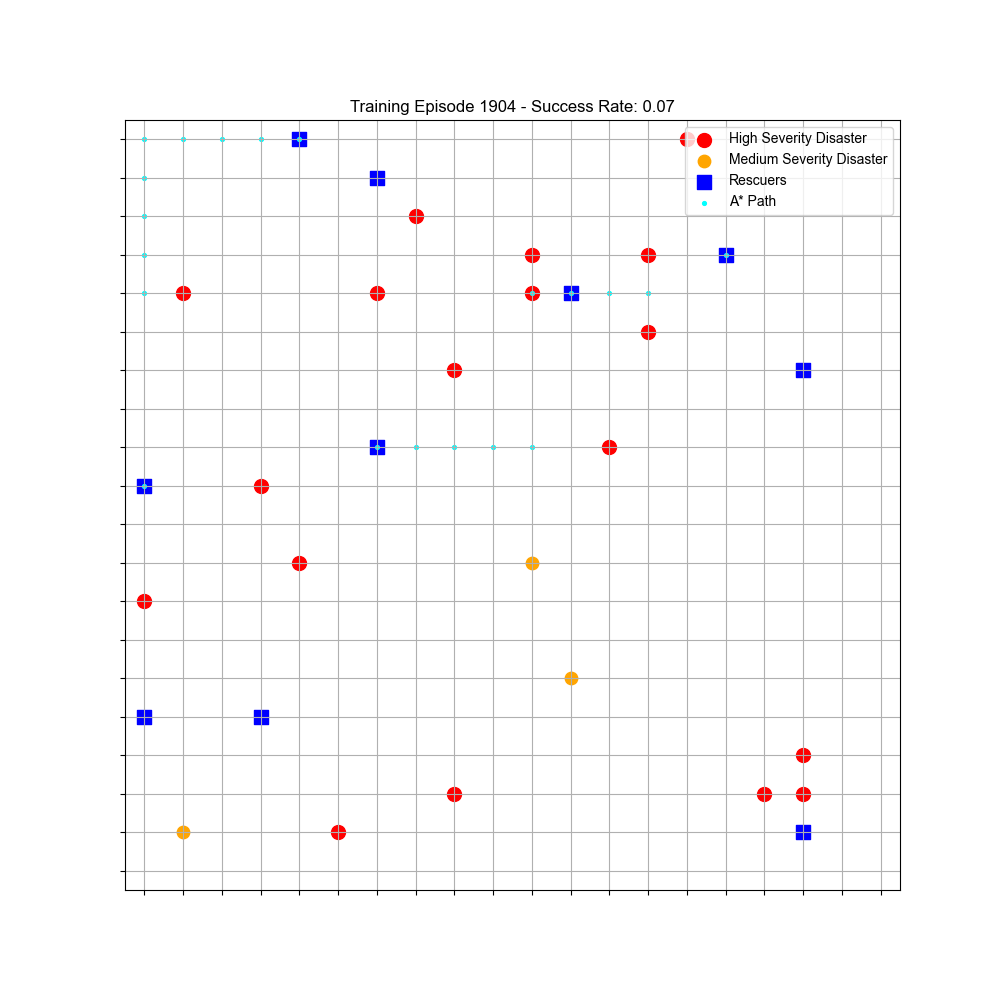 Training Episode 1904 - Success Rate: 0.07
High Severity Disaster
Medium Severity Disaster
Rescuers
A* Path